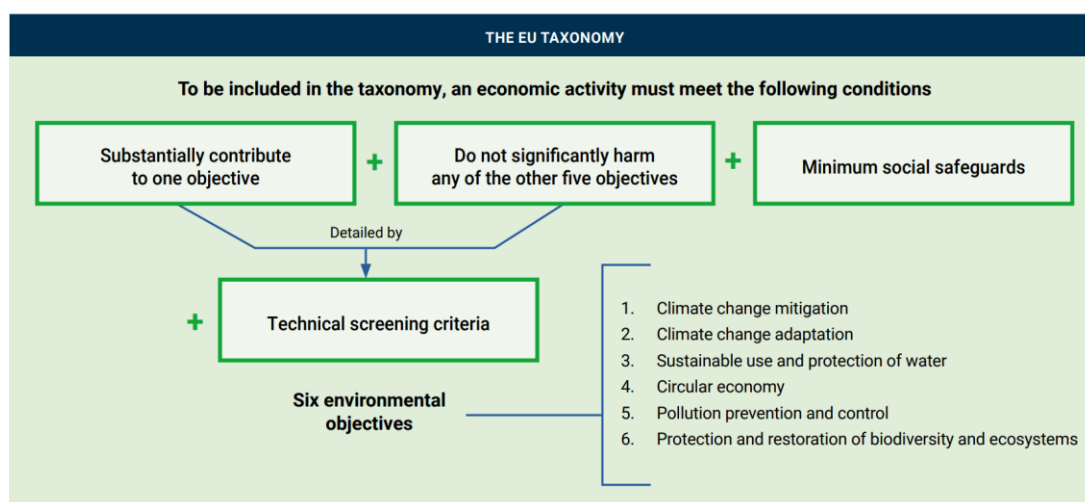 THE EU TAXONOMY
To be included in the taxonomy, an economic activity must meet the following conditions
Substantially contribute
to one objective
+
Do not significantly harm
any of the other five objectives
+
Minimum social safeguards
Detailed by
+
Technical screening criteria
Six environmental
objectives
1. Climate change mitigation
2. Climate change adaptation
3. Sustainable use and protection of water
4. Circular economy
5. Pollution prevention and control
6. Protection and restoration of biodiversity and ecosystems